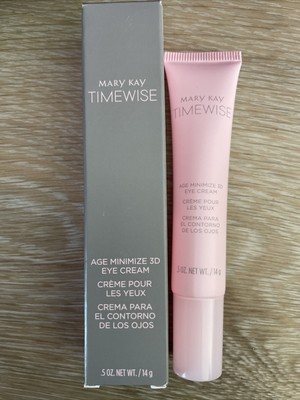 MARY KAY
TIMEWISE
AGE MINIMIZE 3D
EYE CREAM
CRÈME POUR
LES YEUX
CREMA PARA
EL CONTORNO
DE LOS OJOS
.5 OZ. NET WT. / 14 g
MARY KAY
TIMEWISE
AGE MINIMIZE 3D
EYE CREAM
CRÈME POUR
LES YEUX
CREMA PARA
EL CONTORNO
DE LOS OJOS
.5 OZ. NET WT. / 14 g